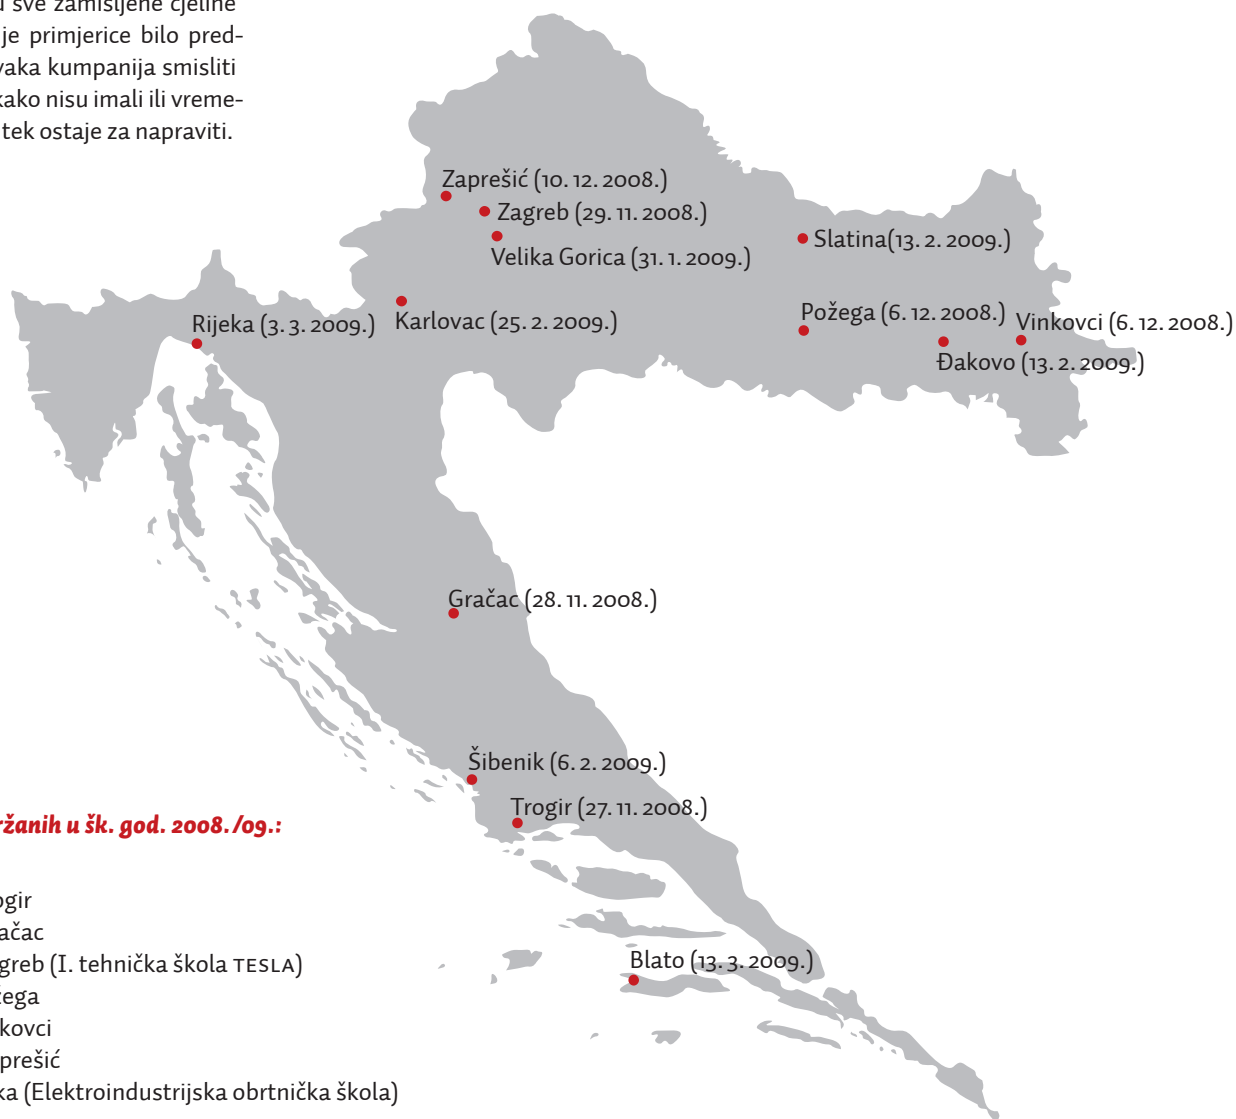 sve zamišljene cjeline
je primjerice bilo pred-
kumpanija smisliti
kako nisu imali ili vreme-
tek ostaje za napraviti.
Zaprešić (10. 12. 2008.)
Zagreb (29. 11. 2008.)
Velika Gorica (31. 1. 2009.)
Slatina(13. 2. 2009.)
Požega (6. 12. 2008.)
Vinkovci (6. 12. 2008.)
Rijeka (3. 3. 2009.)
Karlovac (25. 2. 2009.)
Đakovo (13. 2. 2009.)
Gračac (28. 11. 2008.)
Šibenik (6. 2. 2009.)
Trogir (27. 11. 2008.)
Blato (13. 3. 2009.)
ržanih u šk. god. 2008./09.:
ogir
ačac
greb (I. tehnička škola TESLA)
žega
kovci
prešić
ka (Elektroindustrijska obrtnička škola)